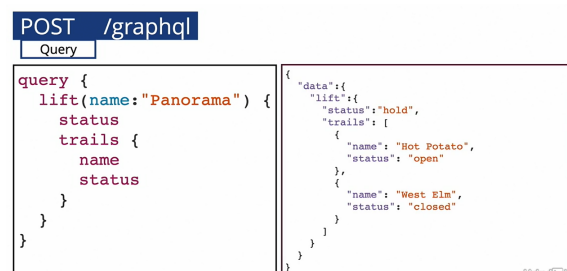 POST /graphql
Query
query {
  lift(name:"Panorama") {
    status
    trails {
      name
      status
    }
  }
}
{
  "data":{
    "lift":{
      "status":"hold",
      "trails": [
        {
          "name": "Hot Potato",
          "status": "open"
        },
        {
          "name": "West Elm",
          "status": "closed"
        }
      ]
    }
  }
}